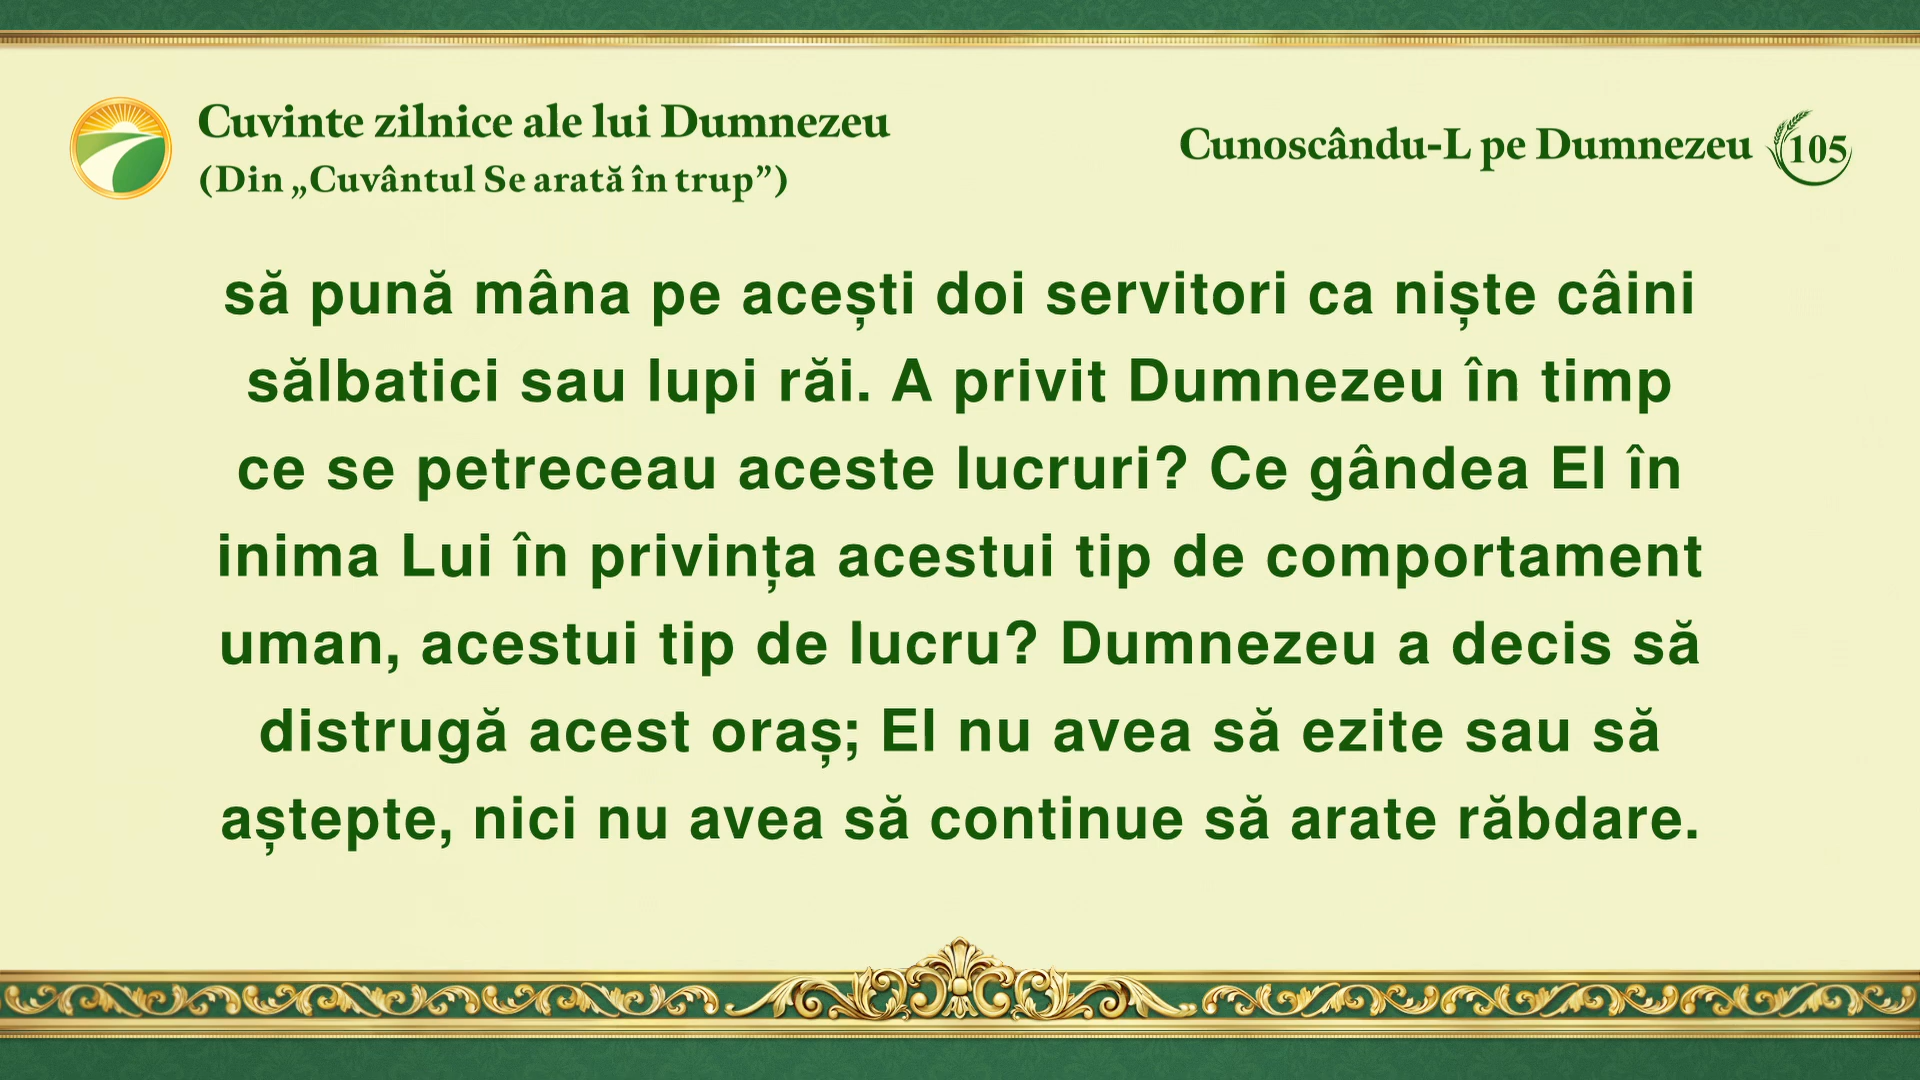 Cuvinte zilnice ale lui Dumnezeu
(Din „Cuvântul Se arată în trup”)
Cunoscându-L pe Dumnezeu 105
să pună mâna pe acești doi servitori ca niște câini
sălbatici sau lupi răi. A privit Dumnezeu în timp
ce se petreceau aceste lucruri? Ce gândea El în
inima Lui în privința acestui tip de comportament
uman, acestui tip de lucru? Dumnezeu a decis să
distrugă acest oraș; El nu avea să ezite sau să
aștepte, nici nu avea să continue să arate răbdare.